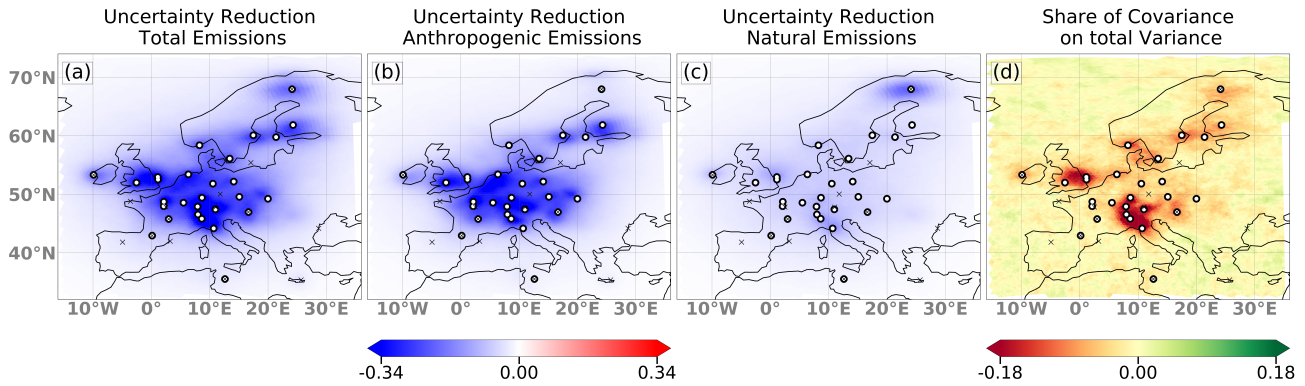 Uncertainty Reduction
Total Emissions
Uncertainty Reduction
Anthropogenic Emissions
Uncertainty Reduction
Natural Emissions
Share of Covariance
on total Variance
(a)
(b)
(c)
(d)
70°N
60°N
50°N
40°N
10°W 0° 10°E 20°E 30°E
10°W 0° 10°E 20°E 30°E
10°W 0° 10°E 20°E 30°E
10°W 0° 10°E 20°E 30°E
-0.34 0.00 0.34
-0.18 0.00 0.18